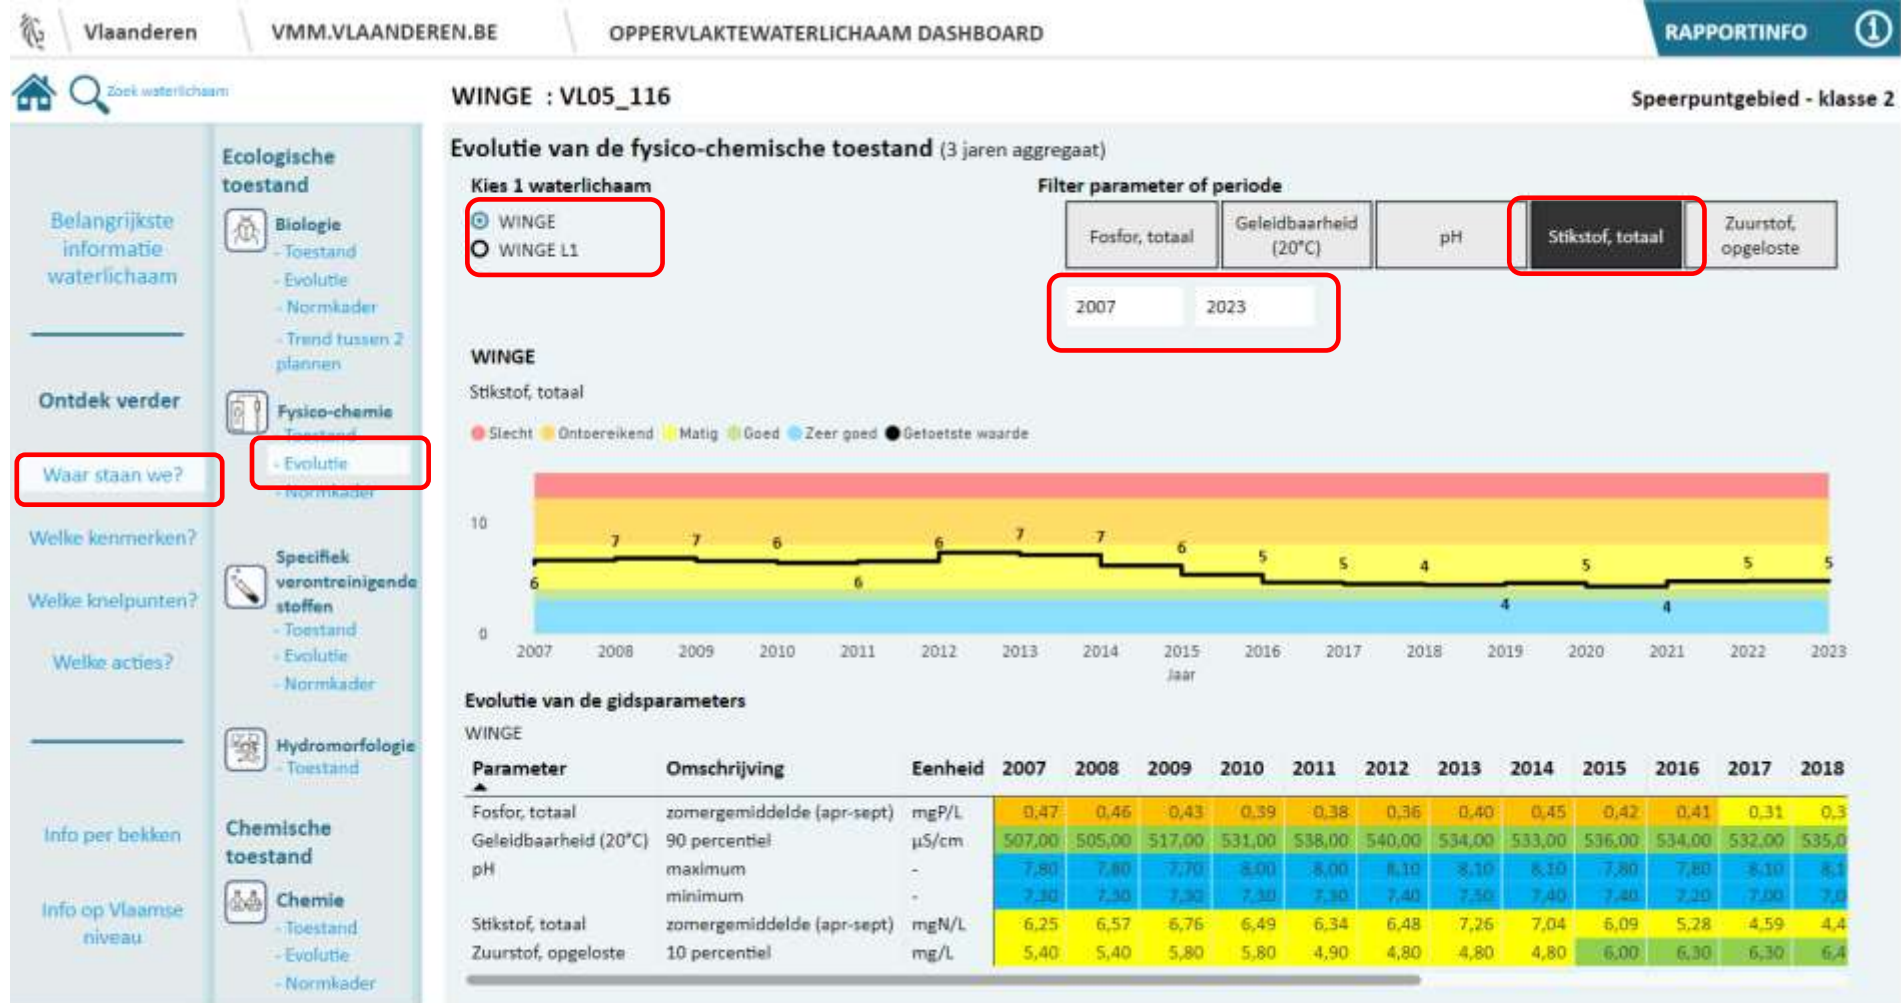 Vlaanderen
VMM.VLAANDEREN.BE
OPPERVLAKTEWATERLICHAAM DASHBOARD
RAPPORTINFO
Zoek waterlichaam
WINGE : VL05_116
Speerpuntgebied - klasse 2
Belangrijkste
informatie
waterlichaam
Ontdek verder
Waar staan we?
Welke kenmerken?
Welke knelpunten?
Welke acties?
Info per bekken
Info op Vlaamse
niveau
Ecologische
toestand
Biologie
- Toestand
- Evolutie
- Normkader
- Trend tussen 2
plannen
Fysico-chemie
- Toestand
- Evolutie
- Normkader
Specifiek
verontreinigende
stoffen
- Toestand
- Evolutie
- Normkader
Hydromorfologie
- Toestand
Chemische
toestand
Chemie
- Toestand
- Evolutie
- Normkader
Evolutie van de fysico-chemische toestand (3 jaren aggregaat)
Kies 1 waterlichaam
WINGE
WINGE L1
Filter parameter of periode
Fosfor, totaal
Geleidbaarheid
(20°C)
pH
Stikstof, totaal
Zuurstof,
opgeloste
2007 2023
WINGE
Stikstof, totaal
Slecht Ontoereikend Matig Goed Zeer goed Getoetste waarde
10
0
6 7 7 6 6 6 7 7 6 5 5 4 4 5 4 5 5
2007 2008 2009 2010 2011 2012 2013 2014 2015 2016 2017 2018 2019 2020 2021 2022 2023
Jaar
Evolutie van de gidsparameters
WINGE
Parameter Omschrijving Eenheid 2007 2008 2009 2010 2011 2012 2013 2014 2015 2016 2017 2018
Fosfor, totaal zomergemiddelde (apr-sept) mgP/L 0,47 0,46 0,43 0,39 0,38 0,36 0,40 0,45 0,42 0,41 0,31 0,3
Geleidbaarheid (20°C) 90 percentiel µS/cm 507,00 505,00 517,00 531,00 538,00 540,00 534,00 533,00 536,00 534,00 532,00 535,0
pH maximum - 7,80 7,80 7,70 8,00 8,00 8,10 8,10 8,10 7,80 7,80 8,10 8,1
minimum - 7,30 7,30 7,30 7,30 7,30 7,40 7,50 7,40 7,40 7,20 7,00 7,0
Stikstof, totaal zomergemiddelde (apr-sept) mgN/L 6,25 6,57 6,76 6,49 6,34 6,48 7,26 7,04 6,09 5,28 4,59 4,4
Zuurstof, opgeloste 10 percentiel mg/L 5,40 5,40 5,80 5,80 4,90 4,80 4,80 4,80 6,00 6,30 6,30 6,4